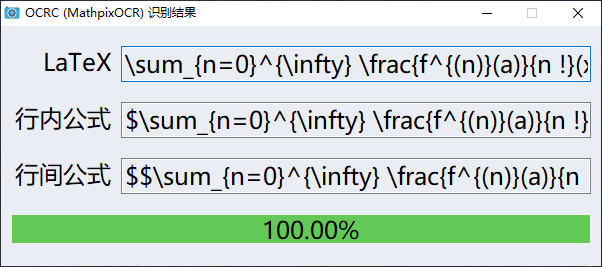 OCRC (MathpixOCR) 识别结果
LaTeX \sum_{n=0}^{\infty} \frac{f^{(n)}(a)}{n !}(x
行内公式 $\sum_{n=0}^{\infty} \frac{f^{(n)}(a)}{n !}
行间公式 $$\sum_{n=0}^{\infty} \frac{f^{(n)}(a)}{n
100.00%